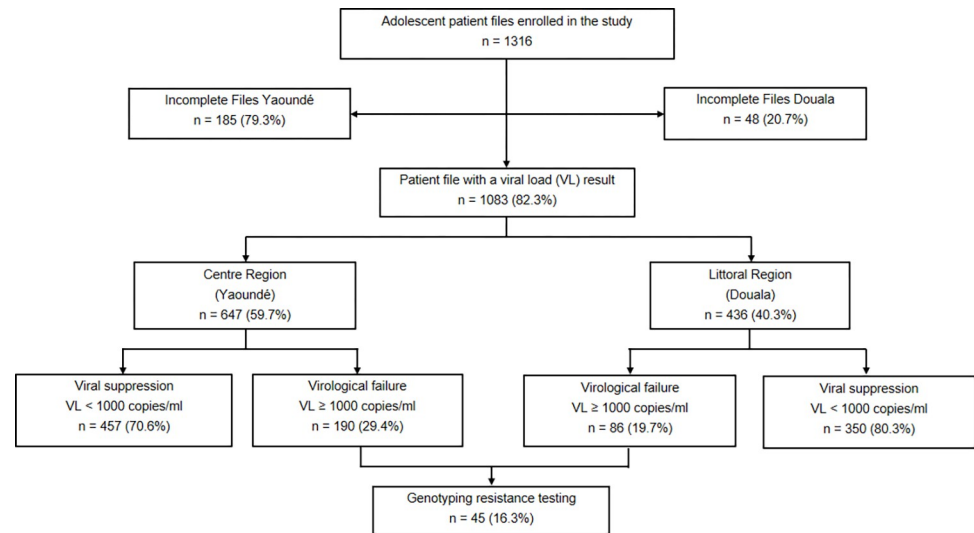 Adolescent patient files enrolled in the study
n = 1316
Incomplete Files Yaoundé
n = 185 (79.3%)
Incomplete Files Douala
n = 48 (20.7%)
Patient file with a viral load (VL) result
n = 1083 (82.3%)
Centre Region
(Yaoundé)
n = 647 (59.7%)
Littoral Region
(Douala)
n = 436 (40.3%)
Viral suppression
VL < 1000 copies/ml
n = 457 (70.6%)
Virological failure
VL ≥ 1000 copies/ml
n = 190 (29.4%)
Virological failure
VL ≥ 1000 copies/ml
n = 86 (19.7%)
Viral suppression
VL < 1000 copies/ml
n = 350 (80.3%)
Genotyping resistance testing
n = 45 (16.3%)